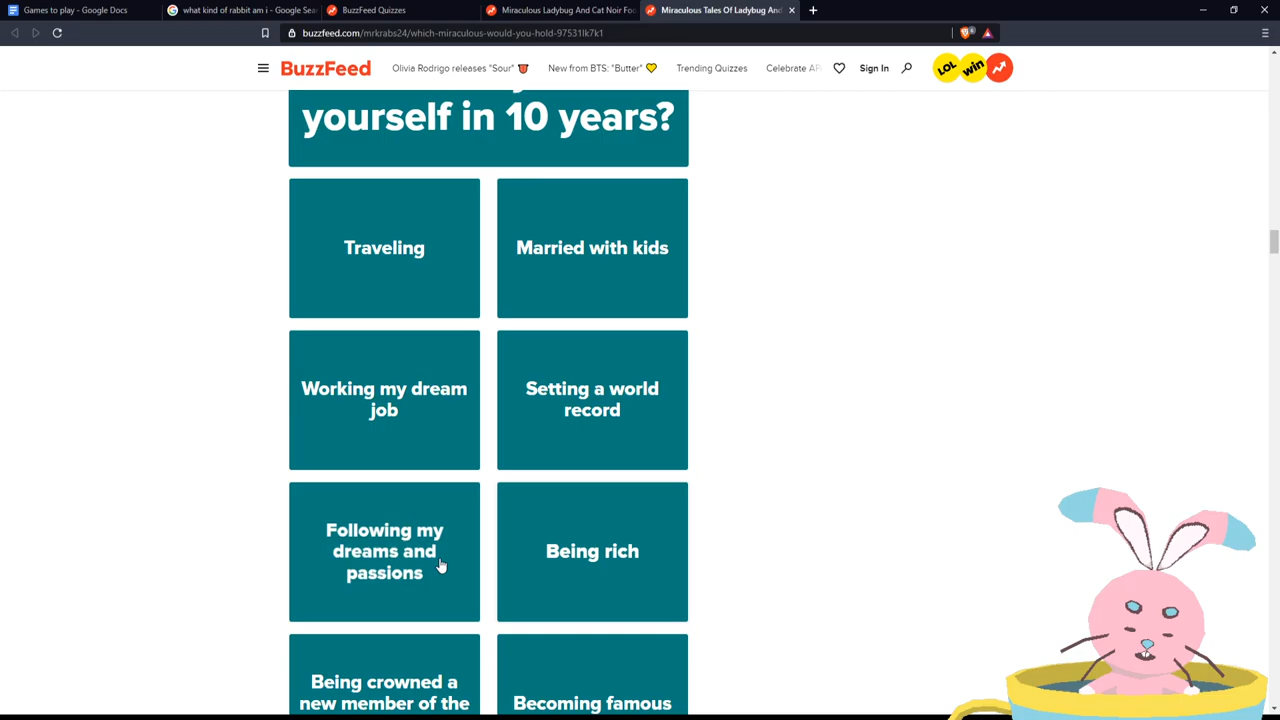 Games to play - Google Docs
what kind of rabbit am i - Google Sea
BuzzFeed Quizzes
Miraculous Ladybug And Cat Noir Foo
Miraculous Tales Of Ladybug And
buzzfeed.com/mrkrabs24/which-miraculous-would-you-hold-97531lk7k1
BuzzFeed
Olivia Rodrigo releases "Sour"
New from BTS: "Butter"
Trending Quizzes
Celebrate AP
Sign In
LOL
win
yourself in 10 years?
Traveling
Married with kids
Working my dream
job
Setting a world
record
Following my
dreams and
passions
Being rich
Being crowned a
new member of the
Becoming famous